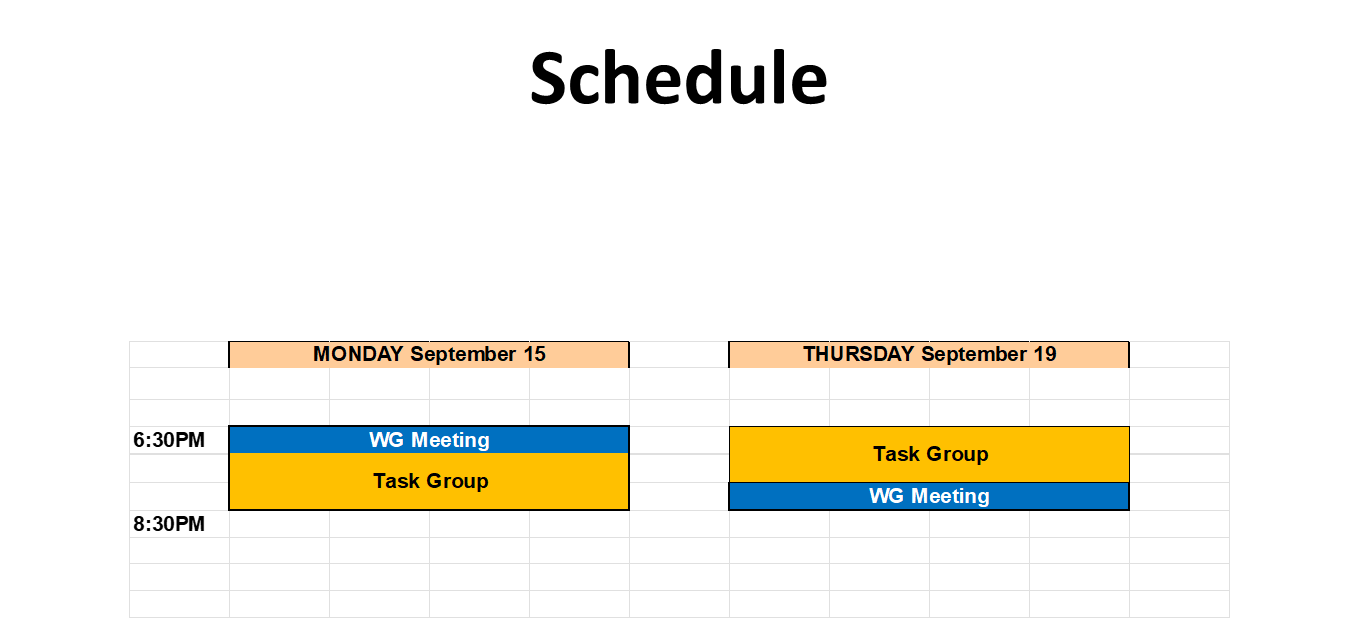 Schedule
MONDAY September 15
THURSDAY September 19
6:30PM
WG Meeting
Task Group
Task Group
WG Meeting
8:30PM